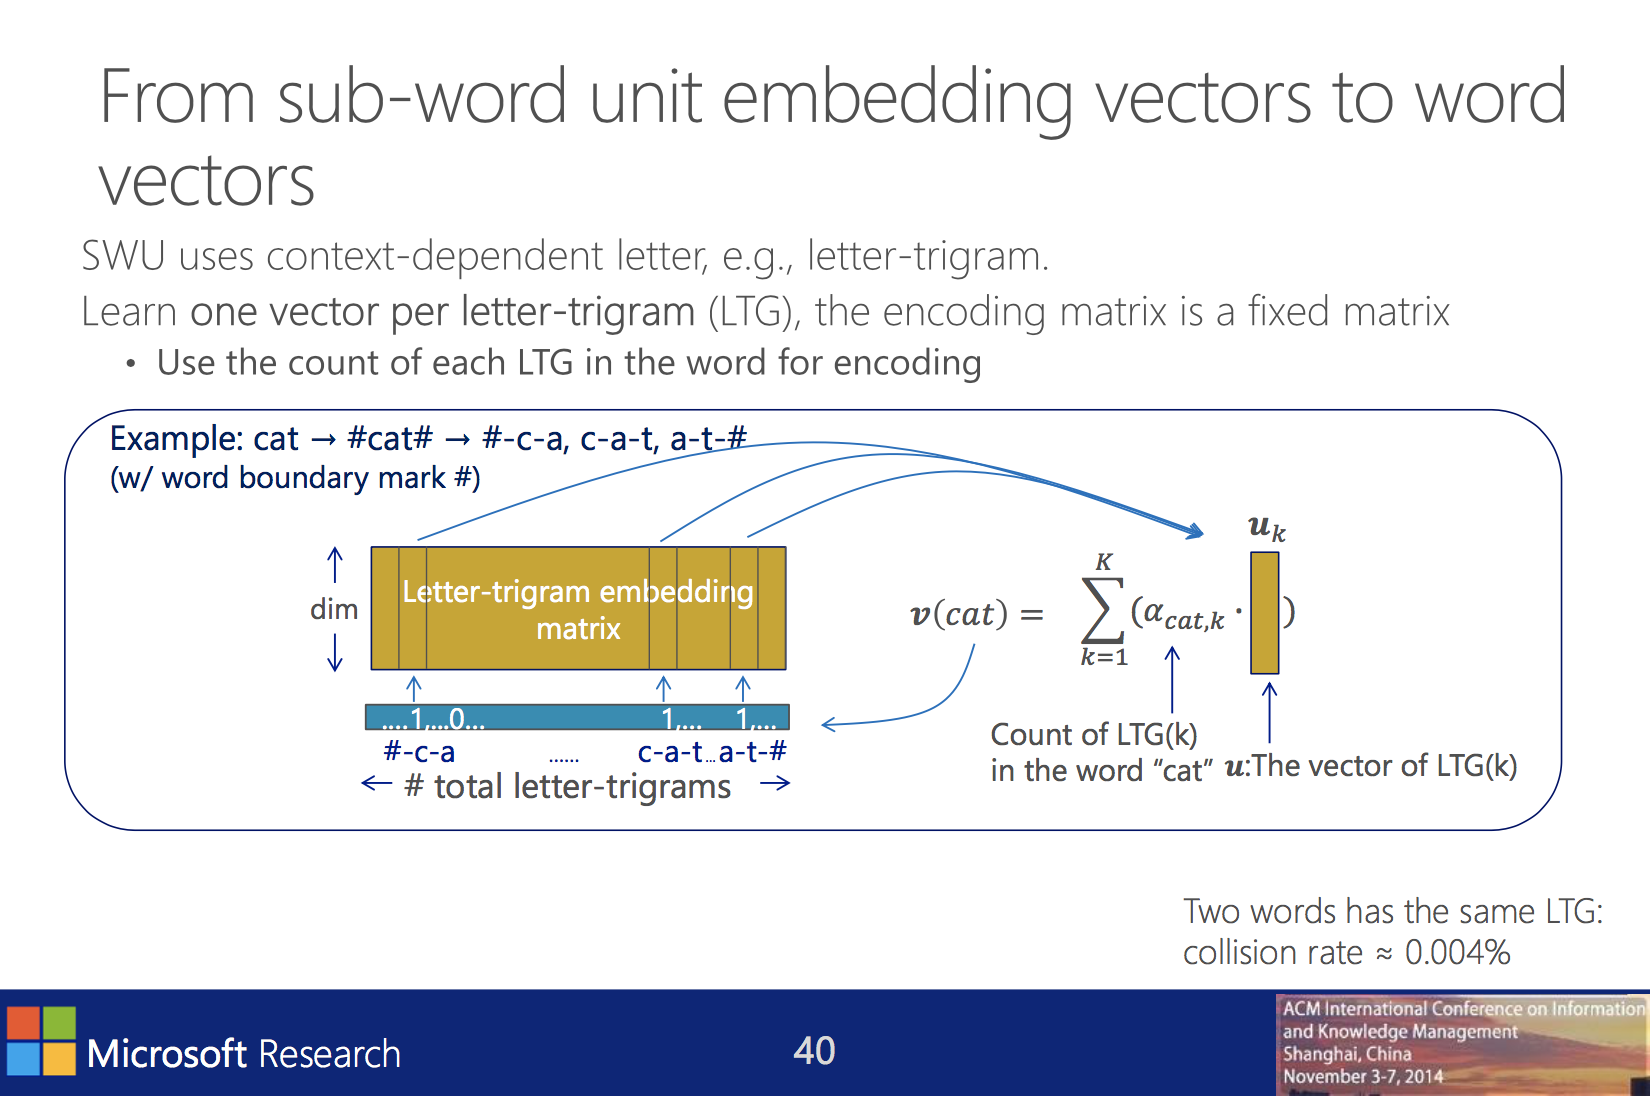 From sub-word unit embedding vectors to word
vectors
SWU uses context-dependent letter, e.g., letter-trigram.
Learn one vector per letter-trigram (LTG), the encoding matrix is a fixed matrix
• Use the count of each LTG in the word for encoding
Example: cat → #cat# → #-c-a, c-a-t, a-t-#
(w/ word boundary mark #)
dim
Letter-trigram embedding
matrix
....1,...0... 1,... 1,...
#-c-a ...... c-a-t...a-t-#
← # total letter-trigrams →
u_k
v(cat) = ∑_{k=1}^{K} (α_{cat,k} · )
Count of LTG(k)
in the word “cat”
u:The vector of LTG(k)
Two words has the same LTG:
collision rate ≈ 0.004%
Microsoft Research
40
ACM International Conference on Information
and Knowledge Management
Shanghai, China
November 3-7, 2014